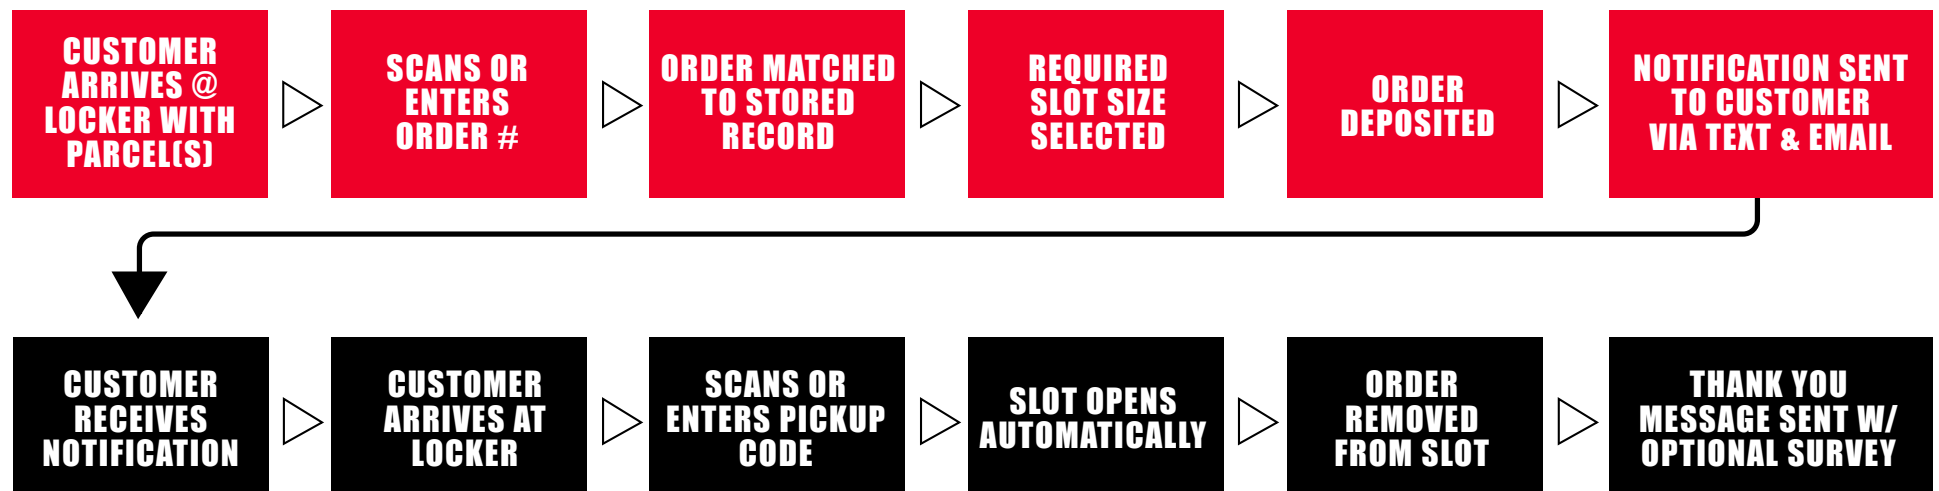 CUSTOMER
ARRIVES @
LOCKER WITH
PARCEL(S)
SCANS OR
ENTERS
ORDER #
ORDER MATCHED
TO STORED
RECORD
REQUIRED
SLOT SIZE
SELECTED
ORDER
DEPOSITED
NOTIFICATION SENT
TO CUSTOMER
VIA TEXT & EMAIL
CUSTOMER
RECEIVES
NOTIFICATION
CUSTOMER
ARRIVES AT
LOCKER
SCANS OR
ENTERS PICKUP
CODE
SLOT OPENS
AUTOMATICALLY
ORDER
REMOVED
FROM SLOT
THANK YOU
MESSAGE SENT W/
OPTIONAL SURVEY